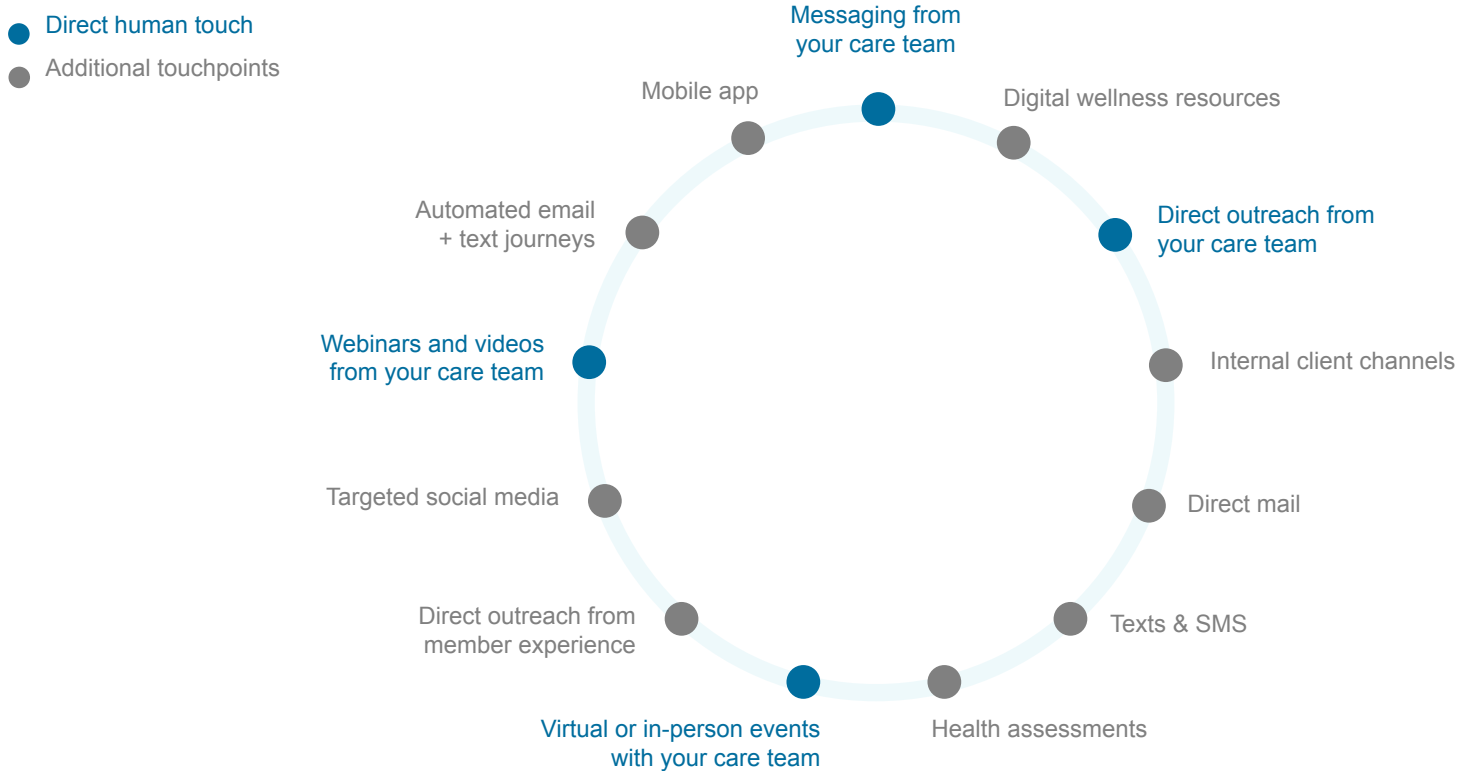 Direct human touch
Additional touchpoints
Messaging from
your care team
Digital wellness resources
Direct outreach from
your care team
Internal client channels
Direct mail
Texts & SMS
Health assessments
Virtual or in-person events
with your care team
Direct outreach from
member experience
Targeted social media
Webinars and videos
from your care team
Automated email
+ text journeys
Mobile app